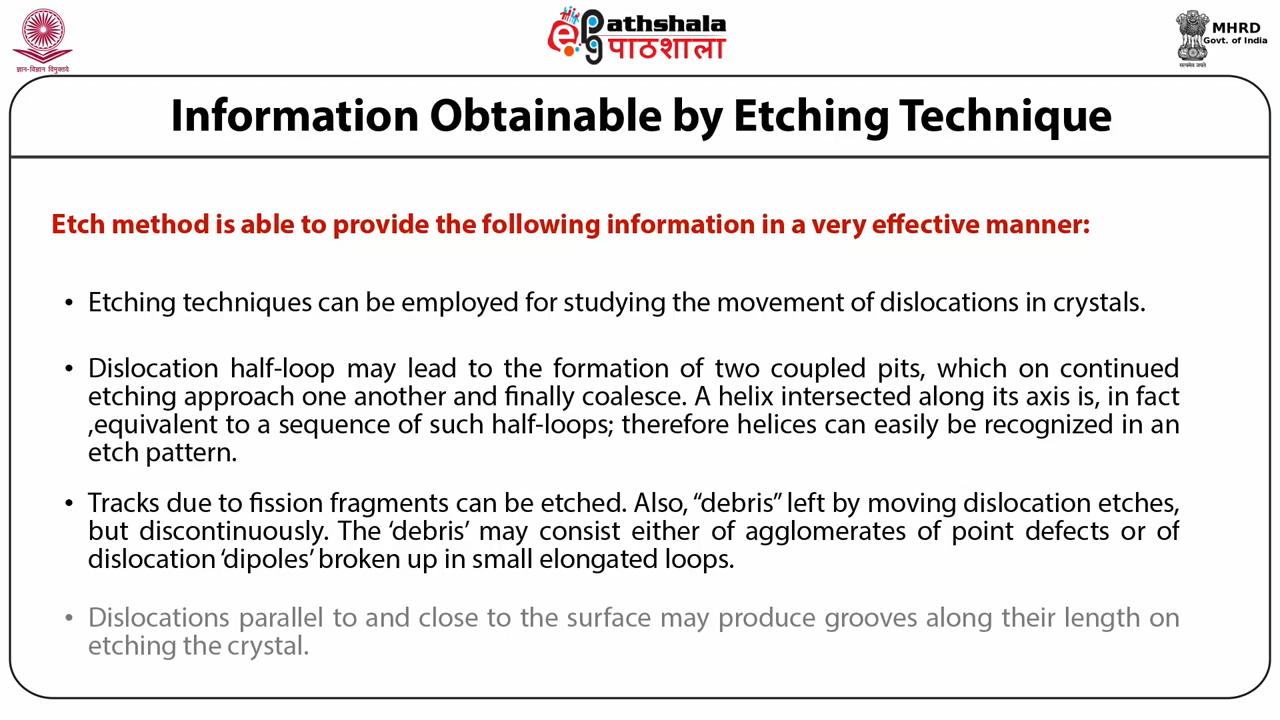 ज्ञान-विज्ञान विमुक्तये
ePathshala
पाठशाला
MHRD
Govt. of India
सत्यमेव जयते
Information Obtainable by Etching Technique
Etch method is able to provide the following information in a very effective manner:
• Etching techniques can be employed for studying the movement of dislocations in crystals.
• Dislocation half-loop may lead to the formation of two coupled pits, which on continued
etching approach one another and finally coalesce. A helix intersected along its axis is, in fact
,equivalent to a sequence of such half-loops; therefore helices can easily be recognized in an
etch pattern.
• Tracks due to fission fragments can be etched. Also, “debris” left by moving dislocation etches,
but discontinuously. The ‘debris’ may consist either of agglomerates of point defects or of
dislocation ‘dipoles’ broken up in small elongated loops.
• Dislocations parallel to and close to the surface may produce grooves along their length on
etching the crystal.